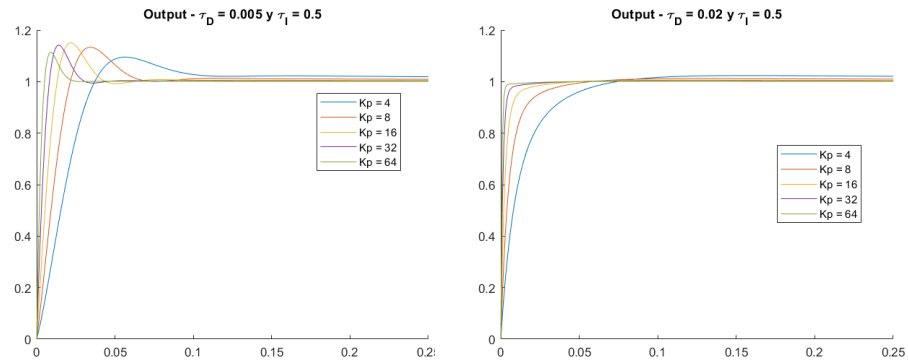 Output - τD = 0.005 y τI = 0.5
1.2
1
0.8
0.6
0.4
0.2
0
0
0.05
0.1
0.15
0.2
0.25
Kp = 4
Kp = 8
Kp = 16
Kp = 32
Kp = 64
Output - τD = 0.02 y τI = 0.5
1.2
1
0.8
0.6
0.4
0.2
0
0
0.05
0.1
0.15
0.2
0.25
Kp = 4
Kp = 8
Kp = 16
Kp = 32
Kp = 64